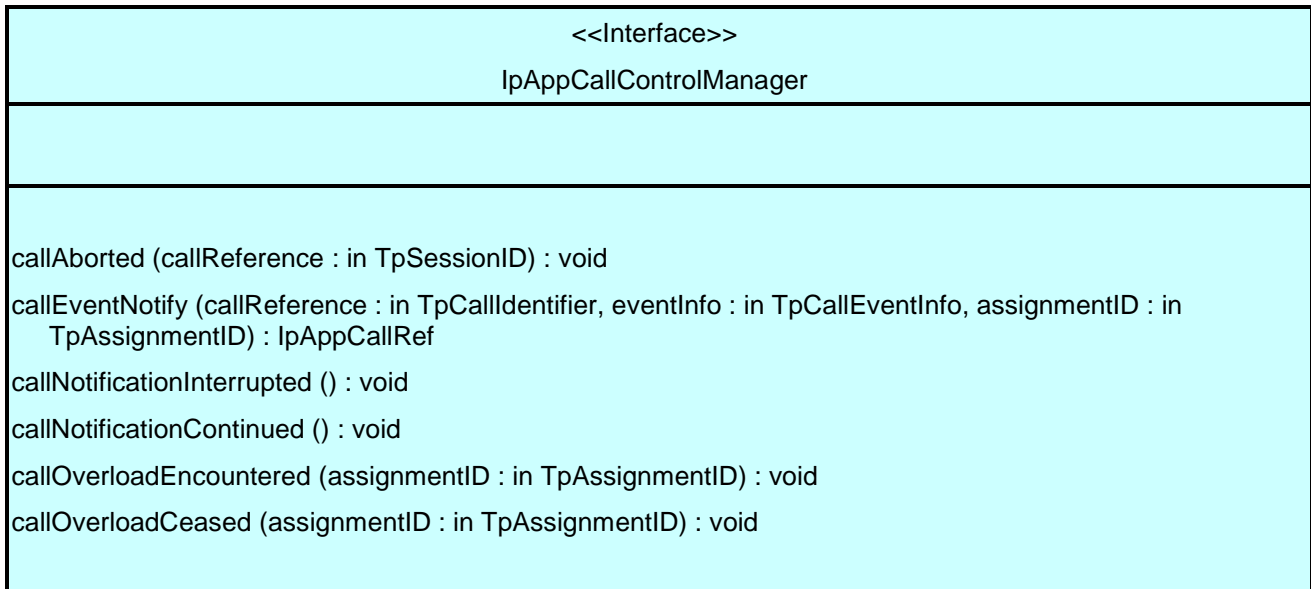 <<Interface>>
IpAppCallControlManager
callAborted (callReference : in TpSessionID) : void
callEventNotify (callReference : in TpCallIdentifier, eventInfo : in TpCallEventInfo, assignmentID : in
TpAssignmentID) : IpAppCallRef
callNotificationInterrupted () : void
callNotificationContinued () : void
callOverloadEncountered (assignmentID : in TpAssignmentID) : void
callOverloadCeased (assignmentID : in TpAssignmentID) : void